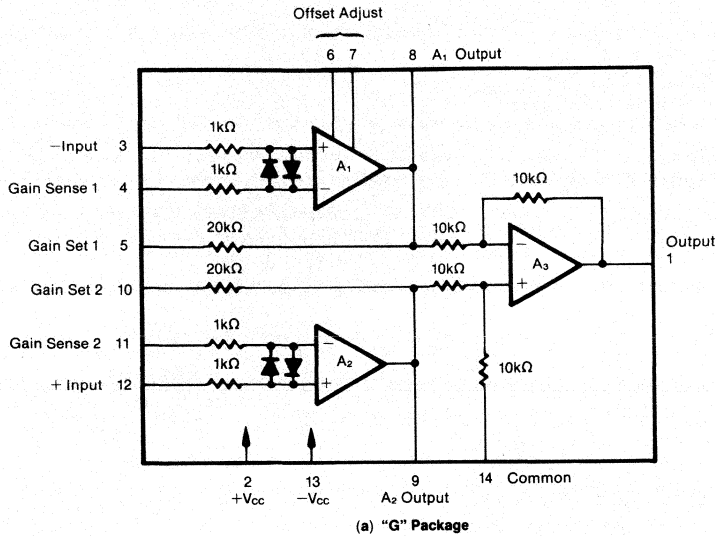 Offset Adjust
6 7 8 A₁ Output
1kΩ
−Input 3
+
A₁
1kΩ
−
Gain Sense 1 4
10kΩ
20kΩ
10kΩ
Gain Set 1 5
−
Output
1
20kΩ
10kΩ
A₃
Gain Set 2 10
+
1kΩ
Gain Sense 2 11
−
A₂
1kΩ
10kΩ
+ Input 12
+
2 13 9 14 Common
+VCC −VCC A₂ Output
(a) "G" Package